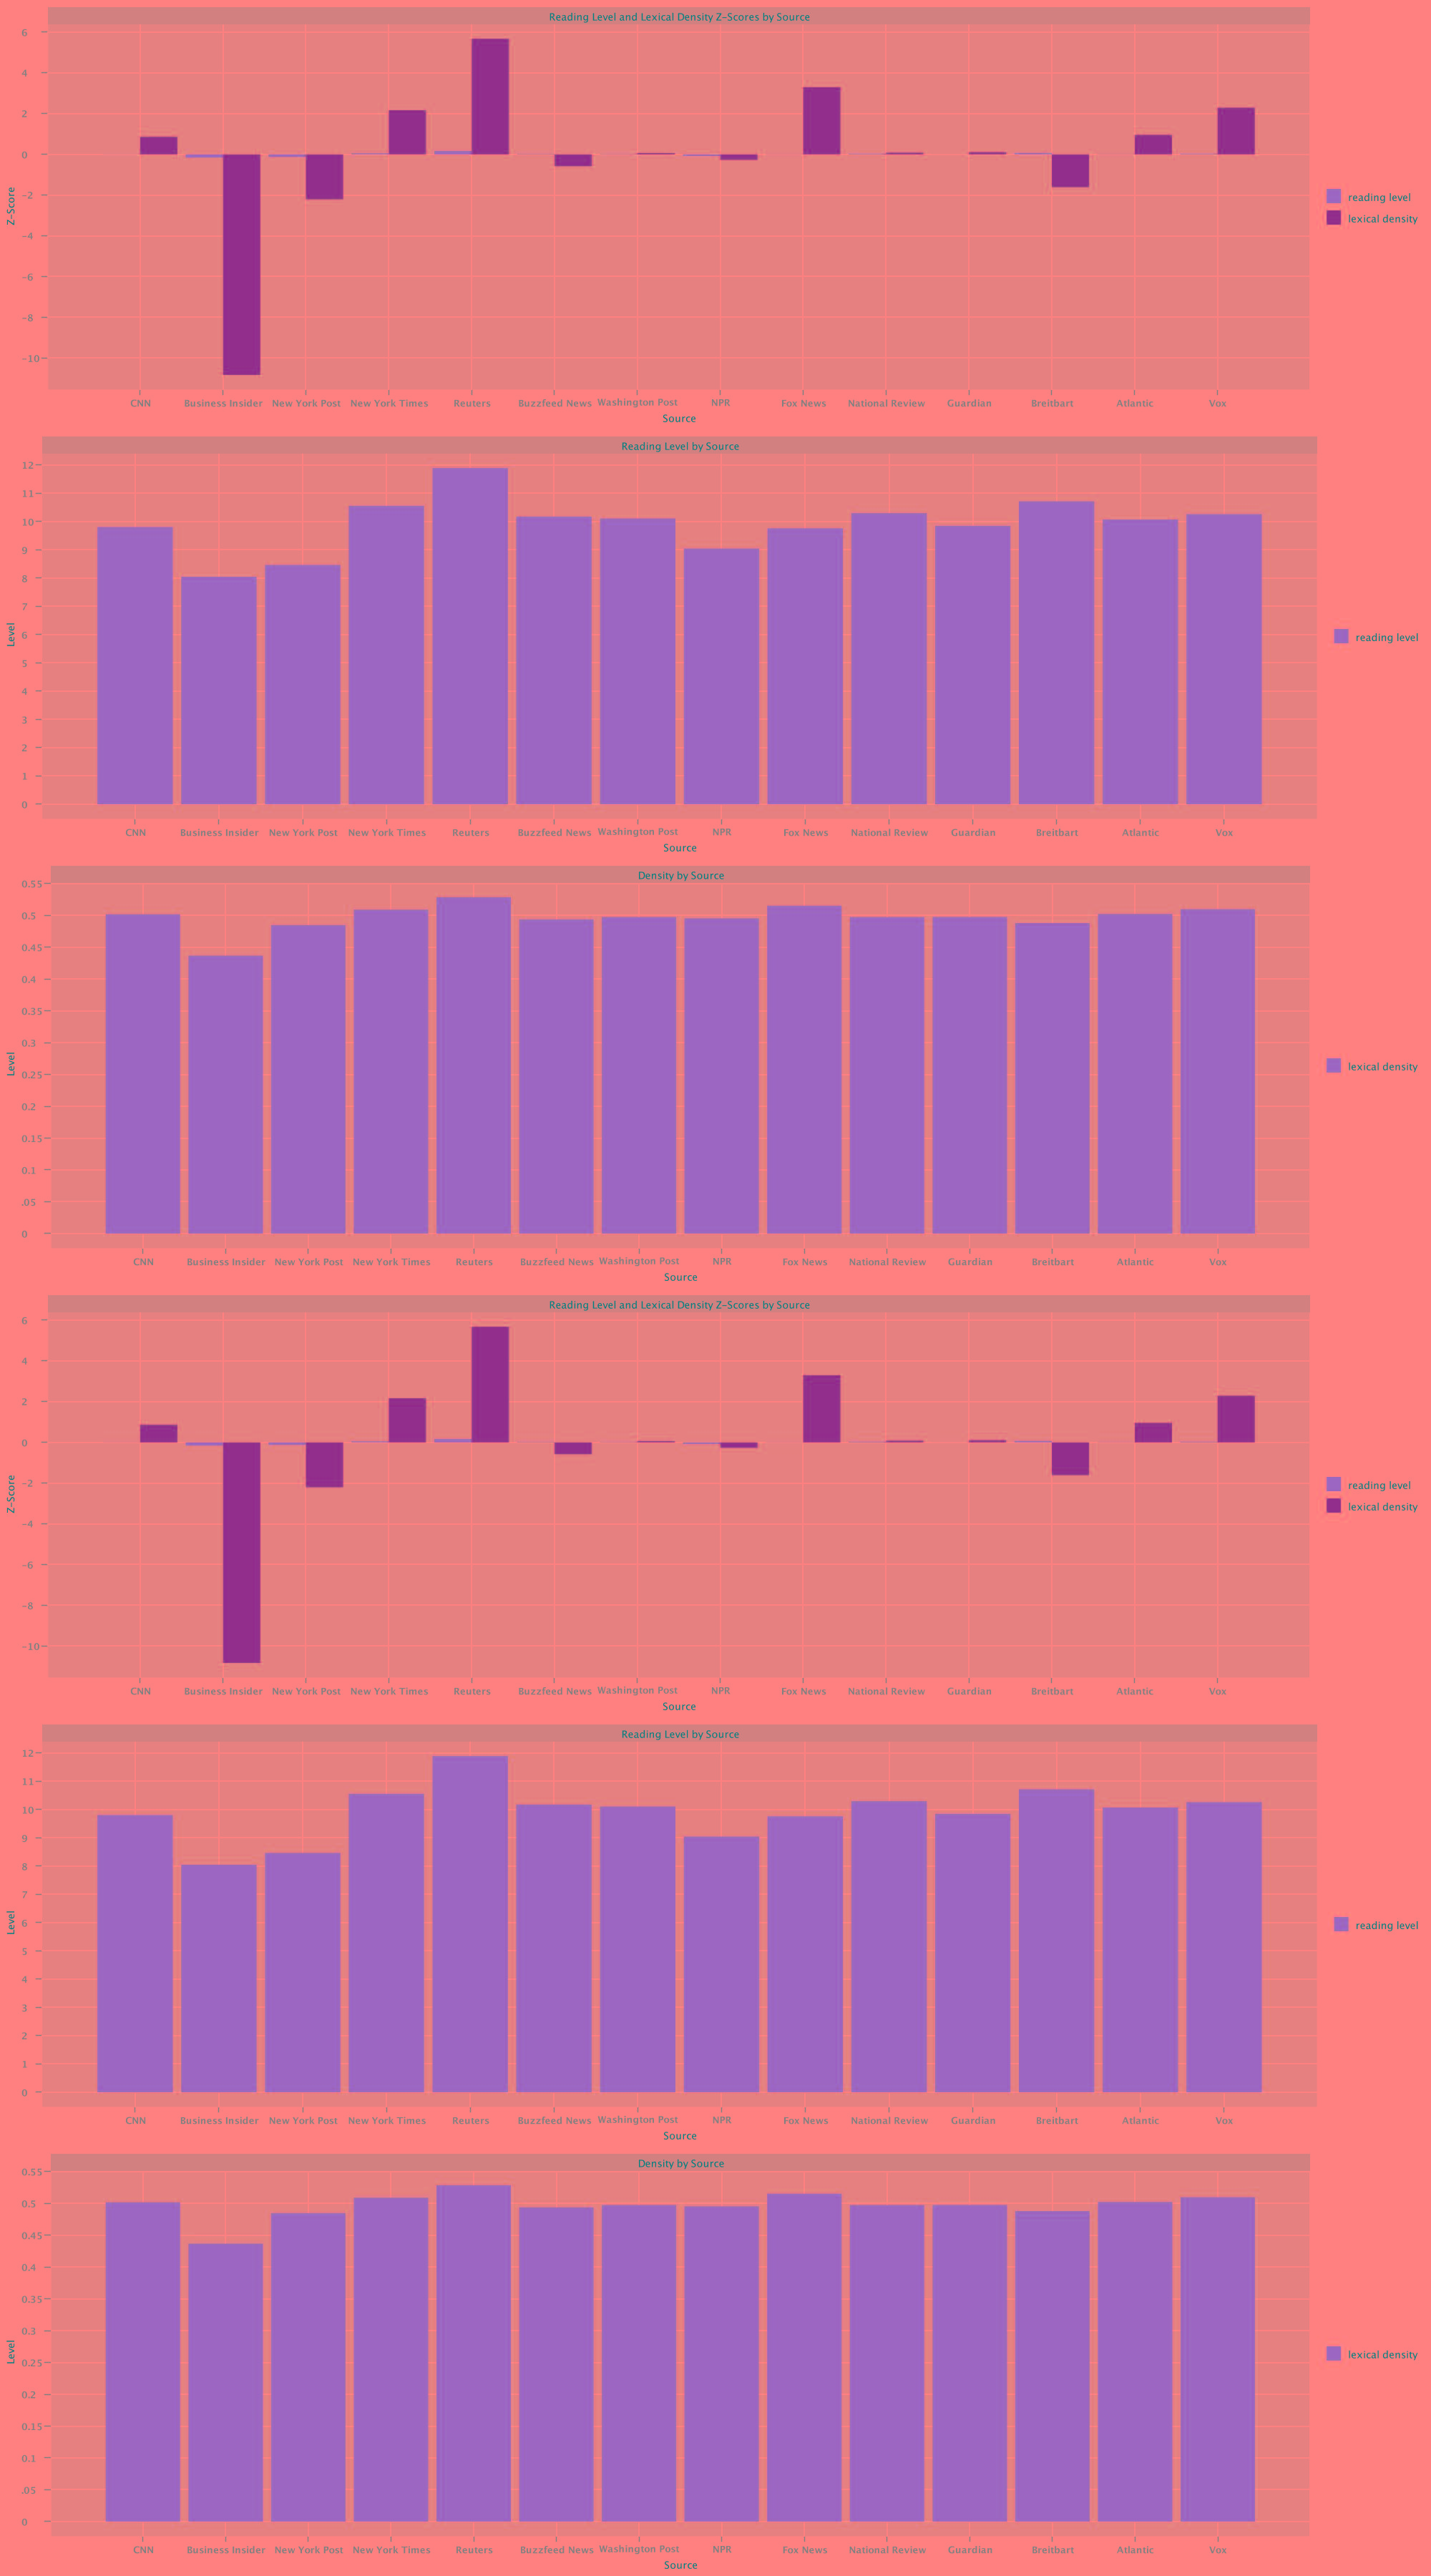 Reading Level and Lexical Density Z-Scores by Source
6
4
2
0
-2
-4
-6
-8
-10
Z-Score
CNN Business Insider New York Post New York Times Reuters Buzzfeed News Washington Post NPR Fox News National Review Guardian Breitbart Atlantic Vox
Source
reading level
lexical density
Reading Level by Source
12
11
10
9
8
7
6
5
4
3
2
1
0
Level
CNN Business Insider New York Post New York Times Reuters Buzzfeed News Washington Post NPR Fox News National Review Guardian Breitbart Atlantic Vox
Source
reading level
Density by Source
0.55
0.5
0.45
0.4
0.35
0.3
0.25
0.2
0.15
0.1
.05
0
Level
CNN Business Insider New York Post New York Times Reuters Buzzfeed News Washington Post NPR Fox News National Review Guardian Breitbart Atlantic Vox
Source
lexical density
Reading Level and Lexical Density Z-Scores by Source
6
4
2
0
-2
-4
-6
-8
-10
Z-Score
CNN Business Insider New York Post New York Times Reuters Buzzfeed News Washington Post NPR Fox News National Review Guardian Breitbart Atlantic Vox
Source
reading level
lexical density
Reading Level by Source
12
11
10
9
8
7
6
5
4
3
2
1
0
Level
CNN Business Insider New York Post New York Times Reuters Buzzfeed News Washington Post NPR Fox News National Review Guardian Breitbart Atlantic Vox
Source
reading level
Density by Source
0.55
0.5
0.45
0.4
0.35
0.3
0.25
0.2
0.15
0.1
.05
0
Level
CNN Business Insider New York Post New York Times Reuters Buzzfeed News Washington Post NPR Fox News National Review Guardian Breitbart Atlantic Vox
Source
lexical density